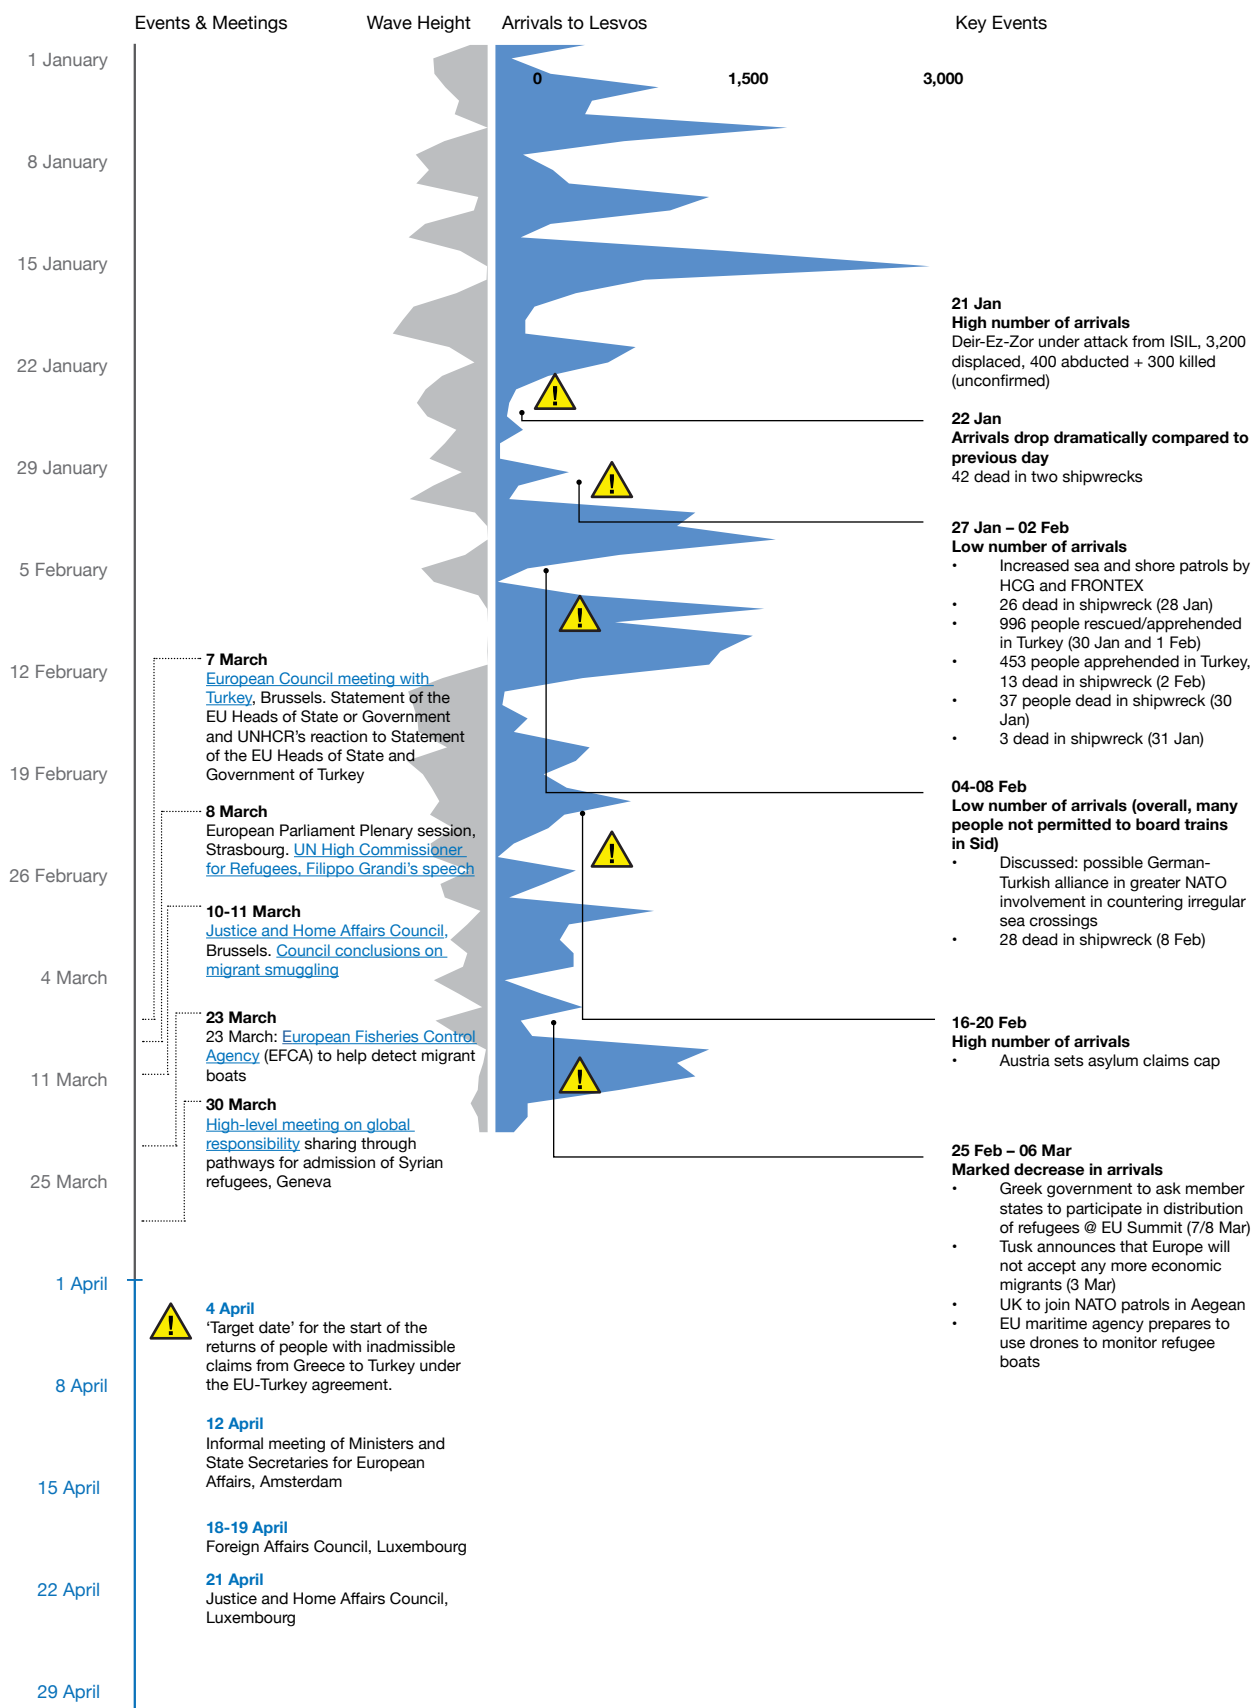 Events & Meetings
Wave Height
Arrivals to Lesvos
Key Events
0
1,500
3,000
1 January
8 January
15 January
22 January
29 January
5 February
12 February
19 February
26 February
4 March
11 March
25 March
1 April
8 April
15 April
22 April
29 April
7 March
European Council meeting with
Turkey, Brussels. Statement of the
EU Heads of State or Government
and UNHCR's reaction to Statement
of the EU Heads of State and
Government of Turkey
8 March
European Parliament Plenary session,
Strasbourg. UN High Commissioner
for Refugees, Filippo Grandi's speech
10-11 March
Justice and Home Affairs Council,
Brussels. Council conclusions on
migrant smuggling
23 March
23 March: European Fisheries Control
Agency (EFCA) to help detect migrant
boats
30 March
High-level meeting on global
responsibility sharing through
pathways for admission of Syrian
refugees, Geneva
!
4 April
‘Target date’ for the start of the
returns of people with inadmissible
claims from Greece to Turkey under
the EU-Turkey agreement.
12 April
Informal meeting of Ministers and
State Secretaries for European
Affairs, Amsterdam
18-19 April
Foreign Affairs Council, Luxembourg
21 April
Justice and Home Affairs Council,
Luxembourg
!
!
!
!
!
21 Jan
High number of arrivals
Deir-Ez-Zor under attack from ISIL, 3,200
displaced, 400 abducted + 300 killed
(unconfirmed)
22 Jan
Arrivals drop dramatically compared to
previous day
42 dead in two shipwrecks
27 Jan – 02 Feb
Low number of arrivals
• Increased sea and shore patrols by
HCG and FRONTEX
• 26 dead in shipwreck (28 Jan)
• 996 people rescued/apprehended
in Turkey (30 Jan and 1 Feb)
• 453 people apprehended in Turkey,
13 dead in shipwreck (2 Feb)
• 37 people dead in shipwreck (30
Jan)
• 3 dead in shipwreck (31 Jan)
04-08 Feb
Low number of arrivals (overall, many
people not permitted to board trains
in Sid)
• Discussed: possible German-
Turkish alliance in greater NATO
involvement in countering irregular
sea crossings
• 28 dead in shipwreck (8 Feb)
16-20 Feb
High number of arrivals
• Austria sets asylum claims cap
25 Feb – 06 Mar
Marked decrease in arrivals
• Greek government to ask member
states to participate in distribution
of refugees @ EU Summit (7/8 Mar)
• Tusk announces that Europe will
not accept any more economic
migrants (3 Mar)
• UK to join NATO patrols in Aegean
• EU maritime agency prepares to
use drones to monitor refugee
boats